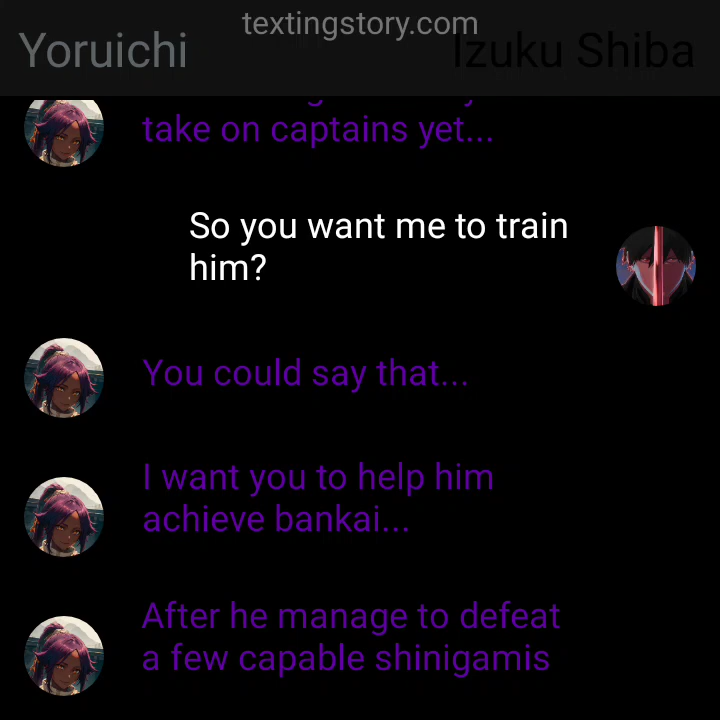 textingstory.com
Yoruichi
Izuku Shiba
take on captains yet...
So you want me to train
him?
You could say that...
I want you to help him
achieve bankai...
After he manage to defeat
a few capable shinigamis